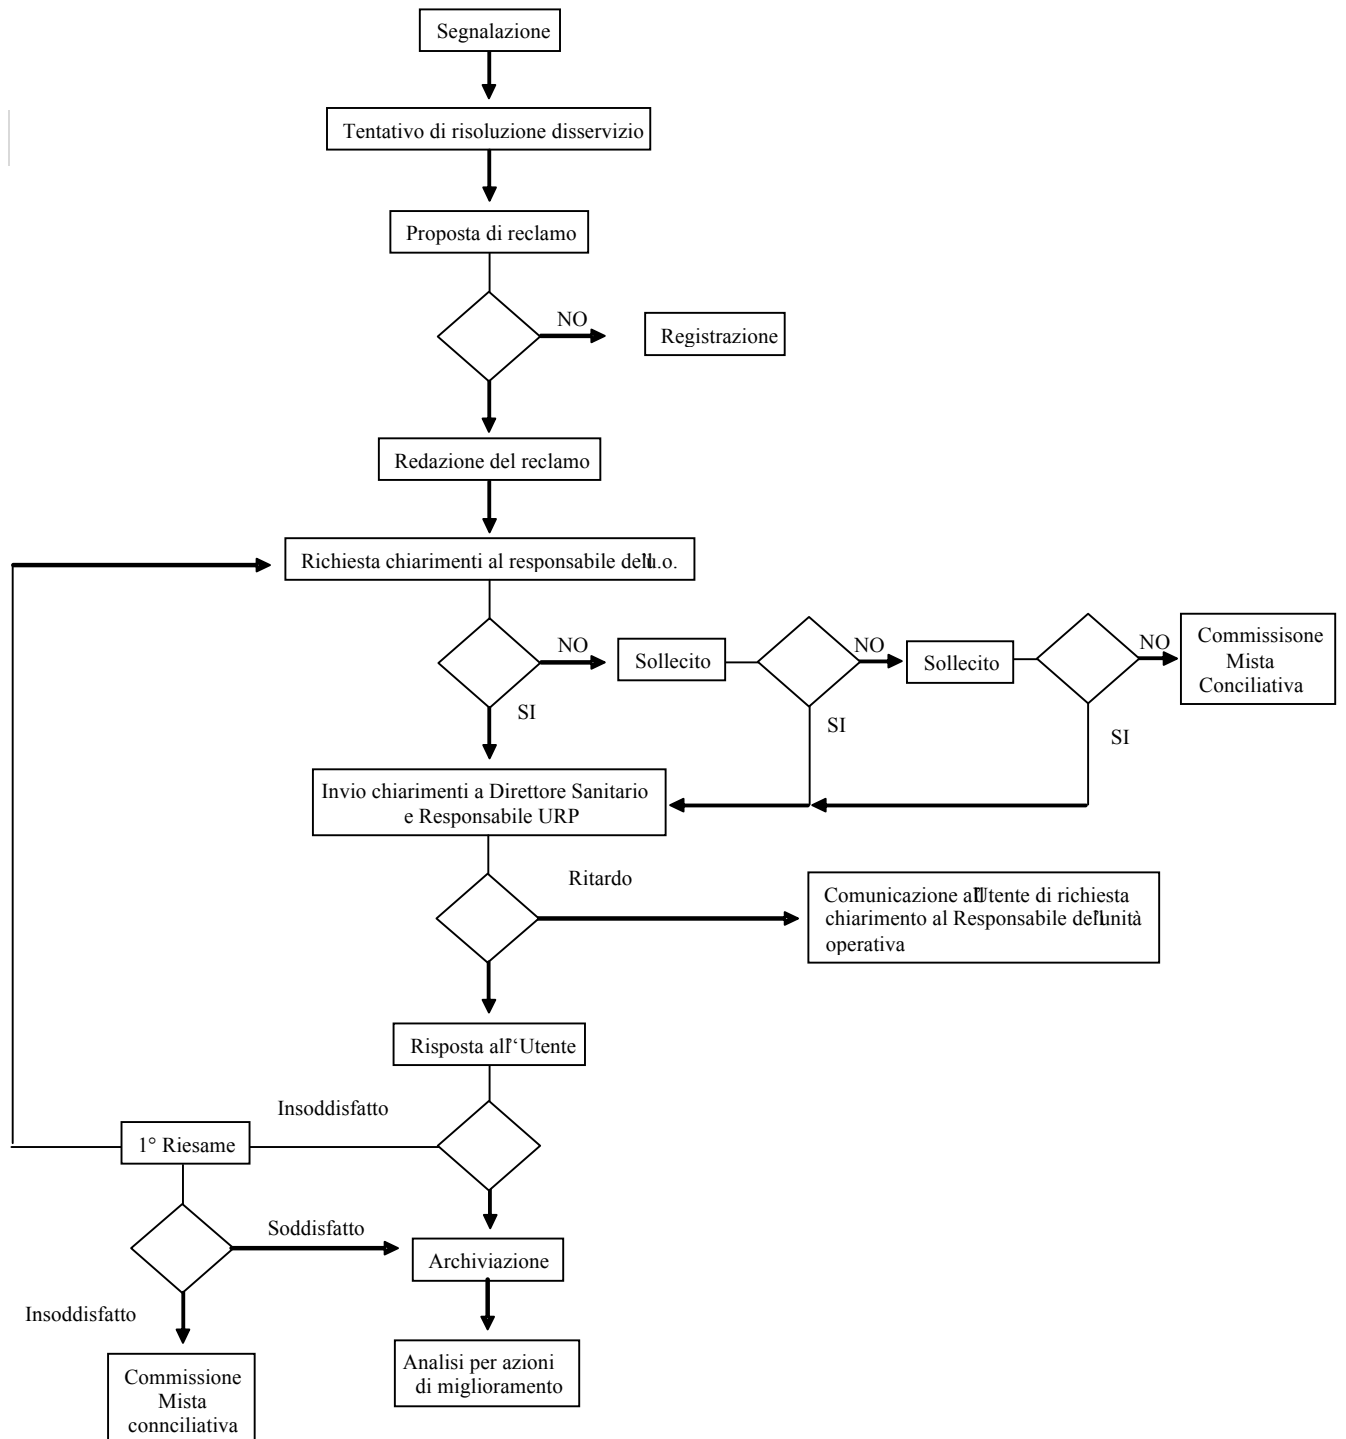 Segnalazione
Tentativo di risoluzione disservizio
Proposta di reclamo
NO
Registrazione
Redazione del reclamo
Richiesta chiarimenti al responsabile dell'u.o.
NO
Sollecito
NO
Sollecito
NO
Commissisone
Mista
Conciliativa
SI
SI
SI
Invio chiarimenti a Direttore Sanitario
e Responsabile URP
Ritardo
Comunicazione all'Utente di richiesta
chiarimento al Responsabile dell'unità
operativa
Risposta all'“Utente
Insoddisfatto
1° Riesame
Soddisfatto
Archiviazione
Insoddisfatto
Commissione
Mista
connciliativa
Analisi per azioni
di miglioramento